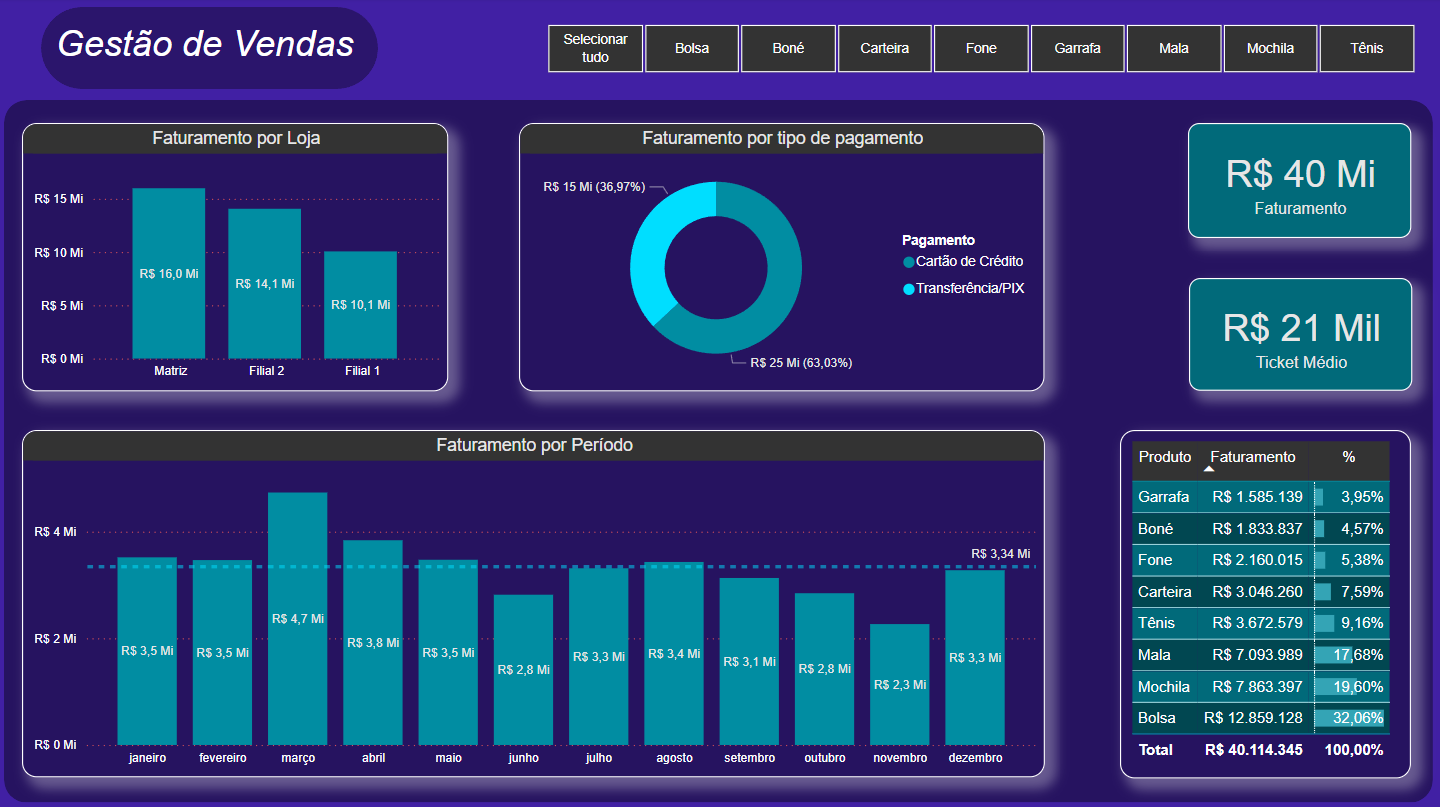 Gestão de Vendas
Selecionar
tudo
Bolsa
Boné
Carteira
Fone
Garrafa
Mala
Mochila
Tênis
Faturamento por Loja
R$ 15 Mi
R$ 10 Mi
R$ 5 Mi
R$ 0 Mi
R$ 16,0 Mi
R$ 14,1 Mi
R$ 10,1 Mi
Matriz
Filial 2
Filial 1
Faturamento por tipo de pagamento
R$ 15 Mi (36,97%)
R$ 25 Mi (63,03%)
Pagamento
Cartão de Crédito
Transferência/PIX
R$ 40 Mi
Faturamento
R$ 21 Mil
Ticket Médio
Faturamento por Período
R$ 4 Mi
R$ 2 Mi
R$ 0 Mi
R$ 3,34 Mi
R$ 3,5 Mi
R$ 3,5 Mi
R$ 4,7 Mi
R$ 3,8 Mi
R$ 3,5 Mi
R$ 2,8 Mi
R$ 3,3 Mi
R$ 3,4 Mi
R$ 3,1 Mi
R$ 2,8 Mi
R$ 2,3 Mi
R$ 3,3 Mi
janeiro
fevereiro
março
abril
maio
junho
julho
agosto
setembro
outubro
novembro
dezembro
Produto Faturamento %
Garrafa R$ 1.585.139 3,95%
Boné R$ 1.833.837 4,57%
Fone R$ 2.160.015 5,38%
Carteira R$ 3.046.260 7,59%
Tênis R$ 3.672.579 9,16%
Mala R$ 7.093.989 17,68%
Mochila R$ 7.863.397 19,60%
Bolsa R$ 12.859.128 32,06%
Total R$ 40.114.345 100,00%